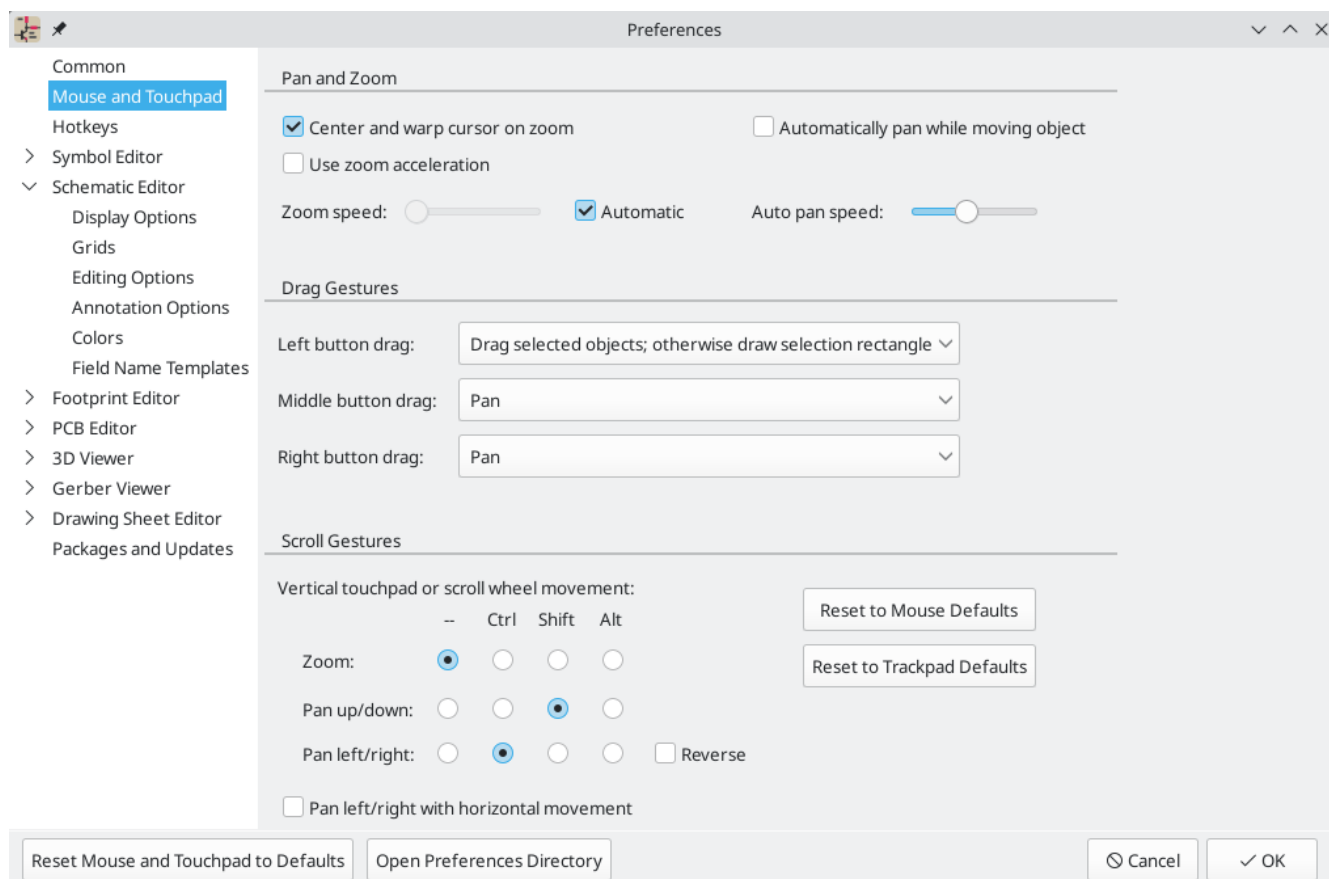 Preferences
Common
Mouse and Touchpad
Hotkeys
Symbol Editor
Schematic Editor
Display Options
Grids
Editing Options
Annotation Options
Colors
Field Name Templates
Footprint Editor
PCB Editor
3D Viewer
Gerber Viewer
Drawing Sheet Editor
Packages and Updates
Pan and Zoom
Center and warp cursor on zoom
Automatically pan while moving object
Use zoom acceleration
Zoom speed:
Automatic
Auto pan speed:
Drag Gestures
Left button drag:
Drag selected objects; otherwise draw selection rectangle
Middle button drag:
Pan
Right button drag:
Pan
Scroll Gestures
Vertical touchpad or scroll wheel movement:
-- Ctrl Shift Alt
Zoom:
Pan up/down:
Pan left/right:
Reverse
Pan left/right with horizontal movement
Reset to Mouse Defaults
Reset to Trackpad Defaults
Reset Mouse and Touchpad to Defaults
Open Preferences Directory
Cancel
OK